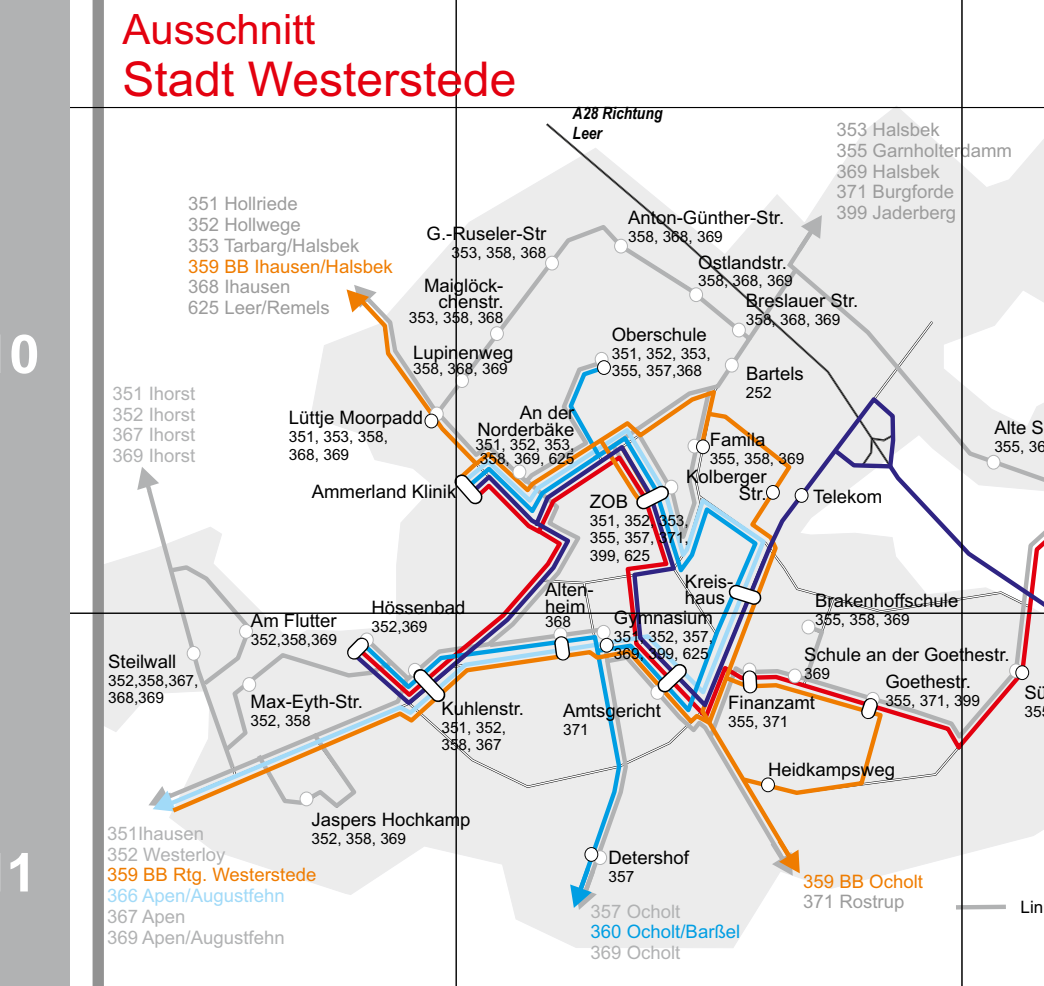 Ausschnitt
Stadt Westerstede
A28 Richtung
Leer
353 Halsbek
355 Garnholterdamm
369 Halsbek
371 Burgforde
399 Jaderberg
351 Hollriede
352 Hollwege
353 Tarbarg/Halsbek
359 BB Ihausen/Halsbek
368 Ihausen
625 Leer/Remels
G.-Ruseler-Str
353, 358, 368
Anton-Günther-Str.
358, 368, 369
Ostlandstr.
358, 368, 369
Maiglöck-
chenstr.
353, 358, 368
Breslauer Str.
358, 368, 369
Oberschule
351, 352, 353,
355, 357,368
10
Lupinenweg
358, 368, 369
Bartels
252
351 Ihorst
352 Ihorst
367 Ihorst
369 Ihorst
Lüttje Moorpadd
351, 353, 358,
368, 369
An der
Norderbäke
351, 352, 353,
358, 369, 625
Famila
355, 358, 369
Alte S
355, 36
Kolberger
Str.
Ammerland Klinik
Telekom
ZOB
351, 352, 353,
355, 357, 371,
399, 625
Kreis-
haus
Alten-
heim
368
Hössenbad
352,369
Brakenhoffschule
355, 358, 369
Am Flutter
352,358,369
Gymnasium
351, 352, 357,
369, 399, 625
Steilwall
352,358,367,
368,369
Schule an der Goethestr.
369
Goethestr.
355, 371, 399
Max-Eyth-Str.
352, 358
Kuhlenstr.
351, 352,
358, 367
Amtsgericht
371
Finanzamt
355, 371
Sü
355
Heidkampsweg
Jaspers Hochkamp
352, 358, 369
11
351Ihausen
352 Westerloy
359 BB Rtg. Westerstede
366 Apen/Augustfehn
367 Apen
369 Apen/Augustfehn
Detershof
357
359 BB Ocholt
371 Rostrup
357 Ocholt
360 Ocholt/Barßel
369 Ocholt
Lin